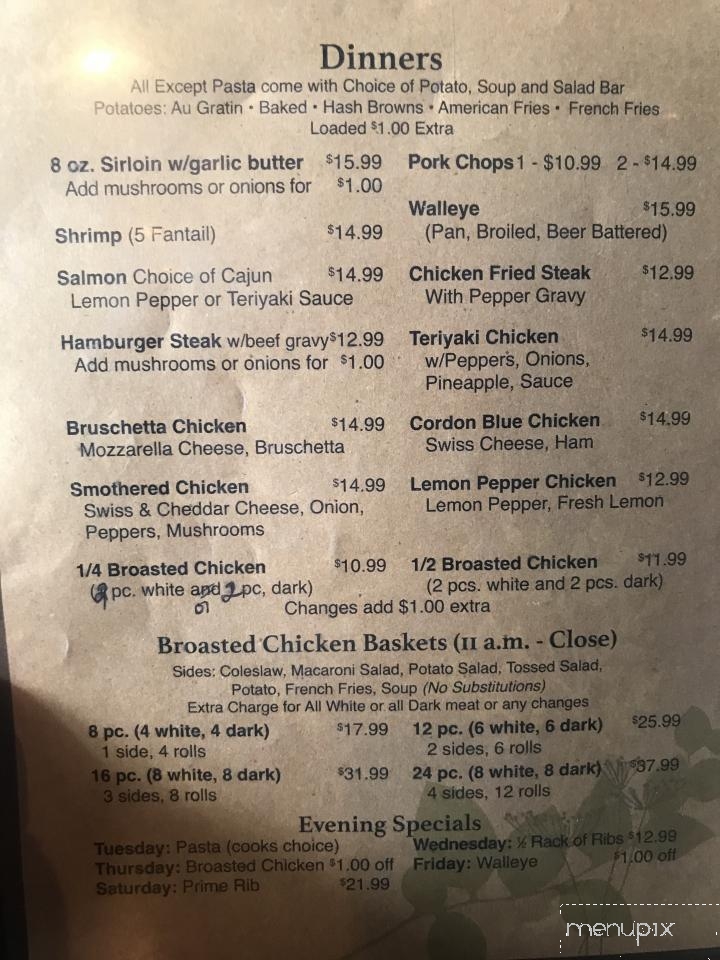 Dinners
All Except Pasta come with Choice of Potato, Soup and Salad Bar
Potatoes: Au Gratin • Baked • Hash Browns • American Fries • French Fries
Loaded $1.00 Extra
8 oz. Sirloin w/garlic butter $15.99
Add mushrooms or onions for $1.00
Shrimp (5 Fantail) $14.99
Salmon Choice of Cajun $14.99
Lemon Pepper or Teriyaki Sauce
Hamburger Steak w/beef gravy $12.99
Add mushrooms or onions for $1.00
Bruschetta Chicken $14.99
Mozzarella Cheese, Bruschetta
Smothered Chicken $14.99
Swiss & Cheddar Cheese, Onion,
Peppers, Mushrooms
1/4 Broasted Chicken $10.99
(2 pc. white and 2 pc, dark)
or
Pork Chops 1 - $10.99 2 - $14.99
Walleye $15.99
(Pan, Broiled, Beer Battered)
Chicken Fried Steak $12.99
With Pepper Gravy
Teriyaki Chicken $14.99
w/Peppers, Onions,
Pineapple, Sauce
Cordon Blue Chicken $14.99
Swiss Cheese, Ham
Lemon Pepper Chicken $12.99
Lemon Pepper, Fresh Lemon
1/2 Broasted Chicken $11.99
(2 pcs. white and 2 pcs. dark)
Changes add $1.00 extra
Broasted Chicken Baskets (11 a.m. - Close)
Sides: Coleslaw, Macaroni Salad, Potato Salad, Tossed Salad,
Potato, French Fries, Soup (No Substitutions)
Extra Charge for All White or all Dark meat or any changes
8 pc. (4 white, 4 dark) $17.99
1 side, 4 rolls
16 pc. (8 white, 8 dark) $31.99
3 sides, 8 rolls
12 pc. (6 white, 6 dark) $25.99
2 sides, 6 rolls
24 pc. (8 white, 8 dark) $37.99
4 sides, 12 rolls
Evening Specials
Tuesday: Pasta (cooks choice)
Thursday: Broasted Chicken $1.00 off
Saturday: Prime Rib $21.99
Wednesday: ½ Rack of Ribs $12.99
Friday: Walleye $1.00 off
menupix